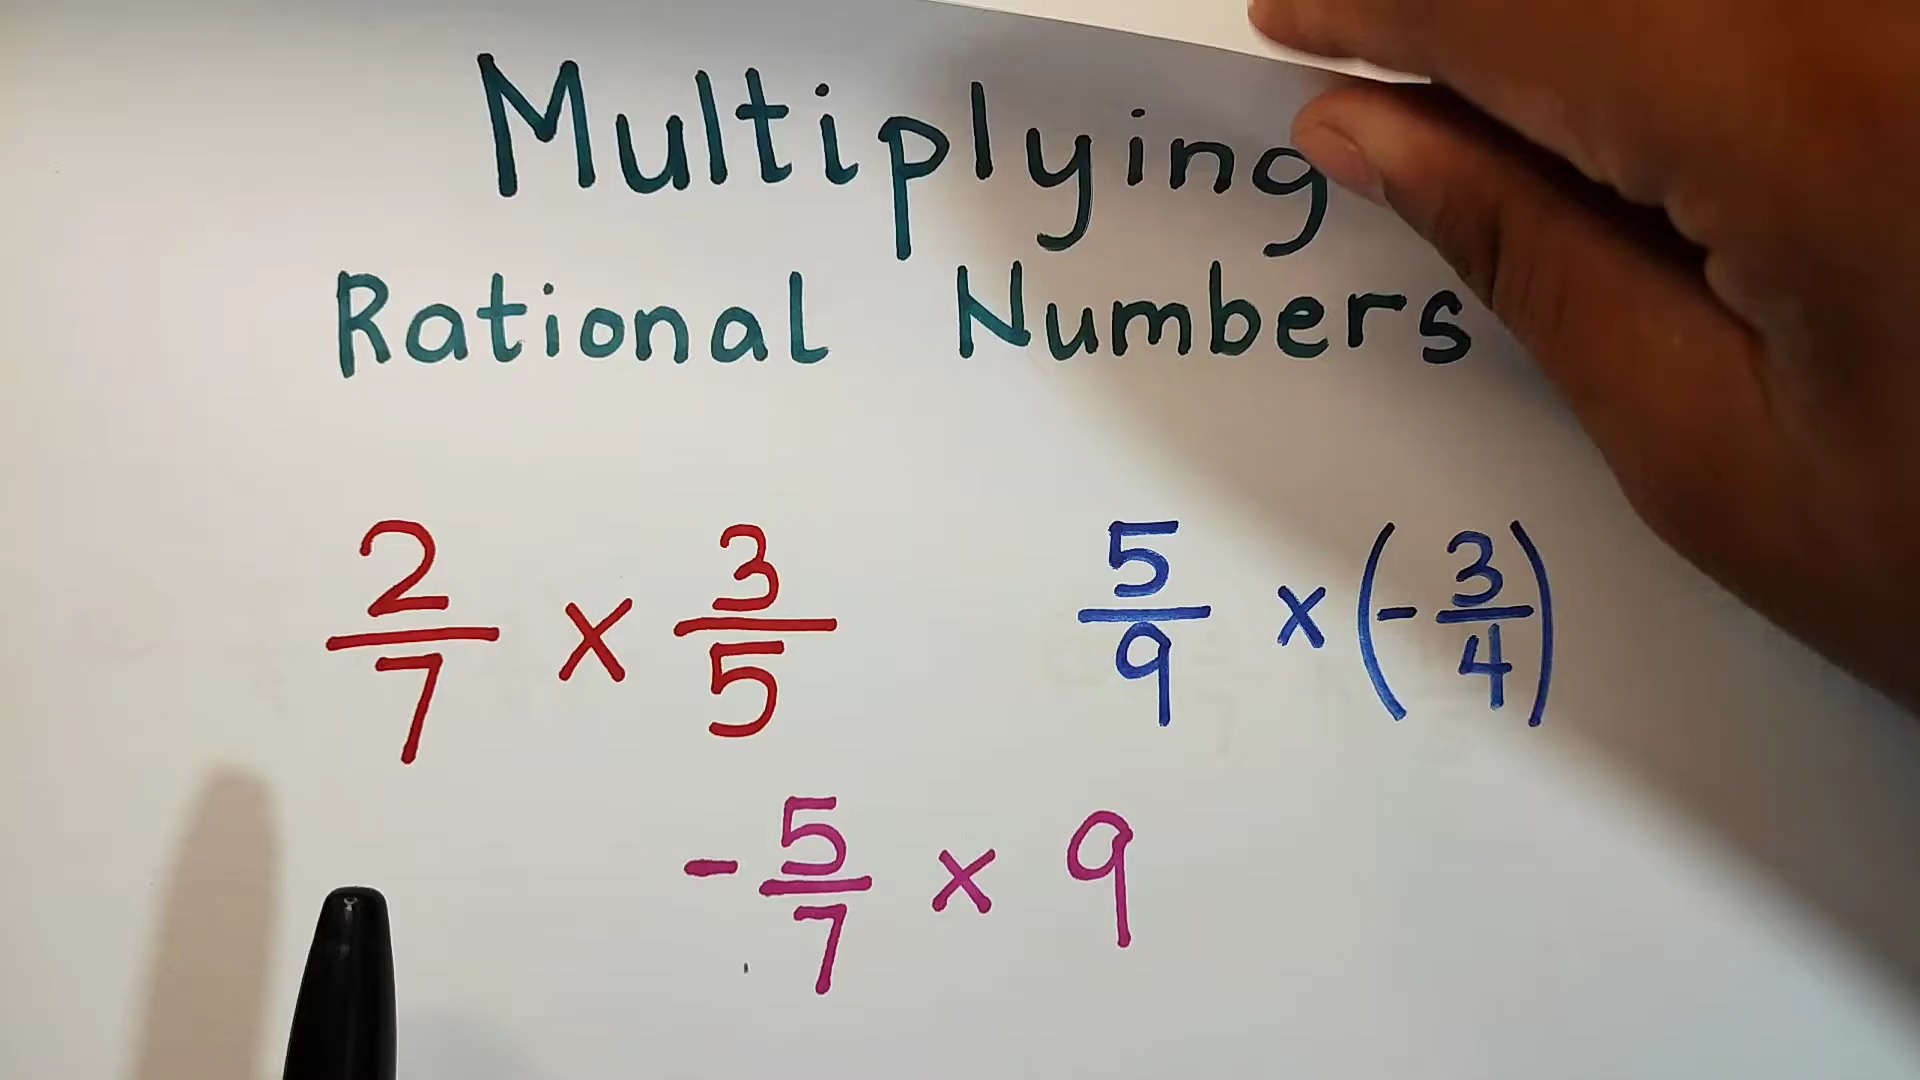 Multiplying
Rational Numbers
2/7 × 3/5
5/9 × (-3/4)
-5/7 × 9